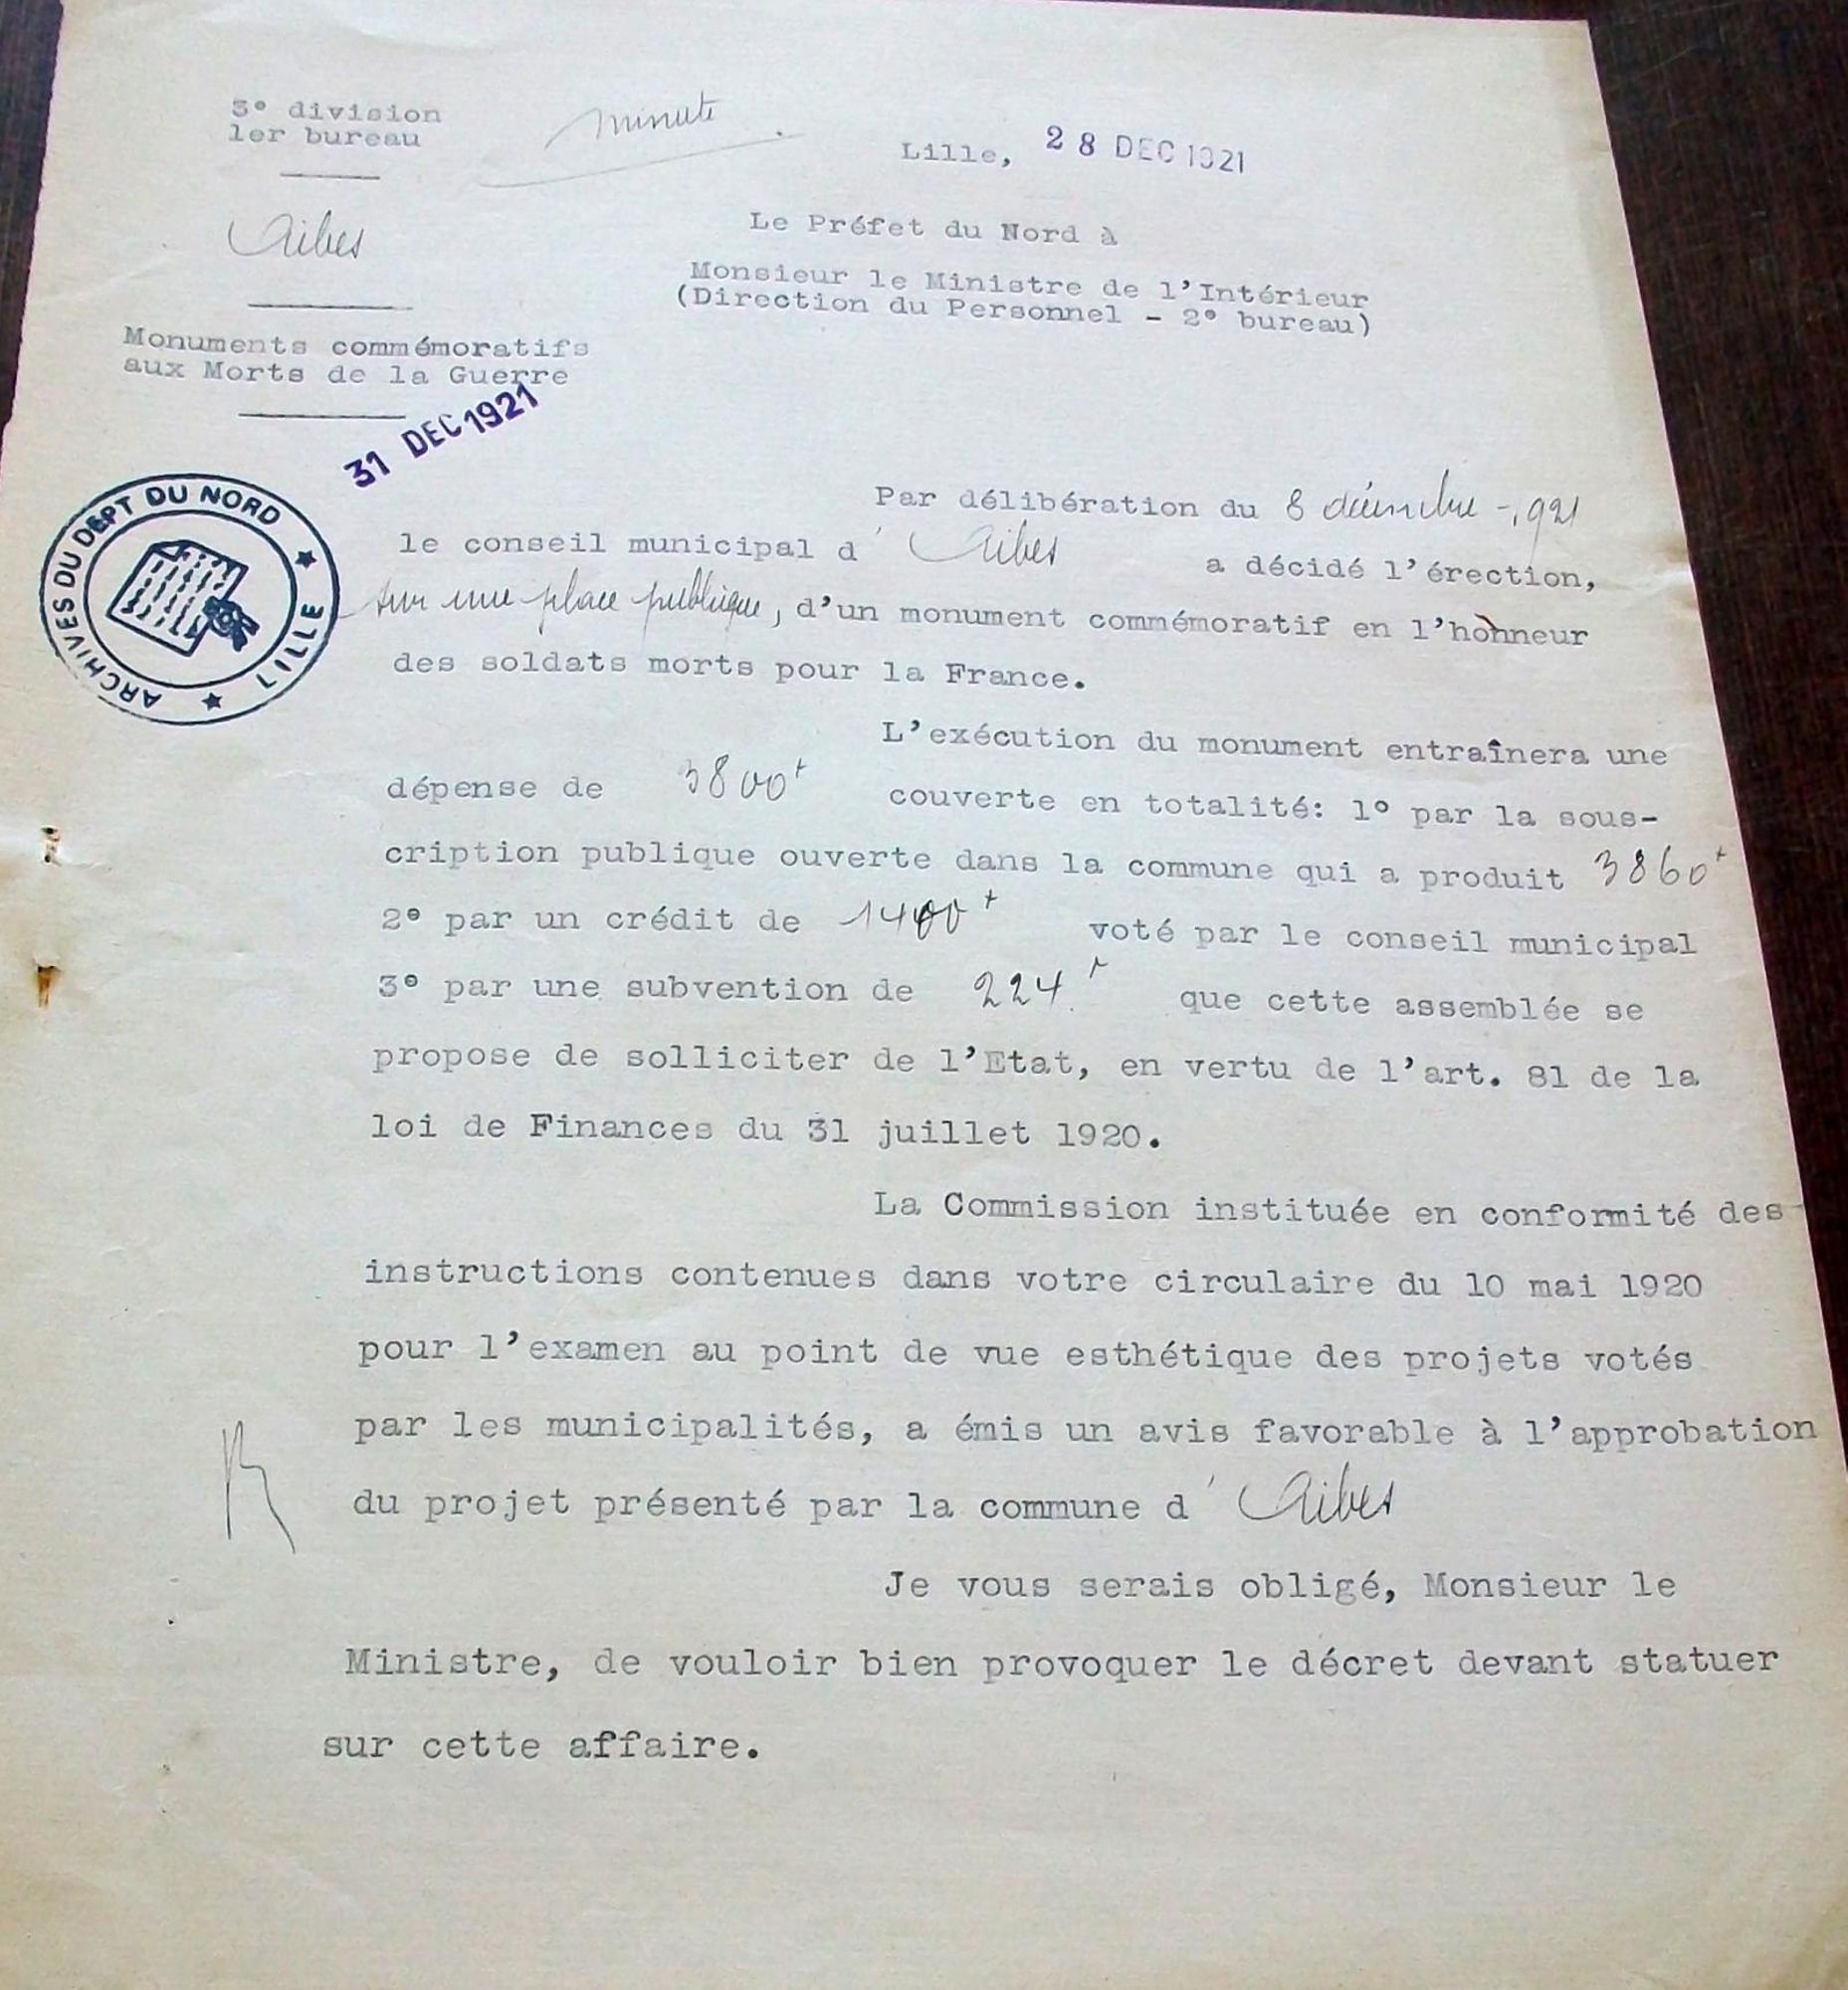 3° division
1er bureau
minute
Lille, 28 DEC 1921
Aibes
Le Préfet du Nord à
Monsieur le Ministre de l'Intérieur
(Direction du Personnel - 2° bureau)
Monuments commémoratifs
aux Morts de la Guerre
31 DEC 1921
ARCHIVES DU DEPT DU NORD ★ LILLE ★
Par délibération du 8 décembre 1921
le conseil municipal d'Aibes a décidé l'érection,
sur une place publique, d'un monument commémoratif en l'honneur
des soldats morts pour la France.
L'exécution du monument entraînera une
dépense de 3800f couverte en totalité: 1° par la sous-
cription publique ouverte dans la commune qui a produit 3860f
2° par un crédit de 1400f voté par le conseil municipal
3° par une subvention de 224f que cette assemblée se
propose de solliciter de l'Etat, en vertu de l'art. 81 de la
loi de Finances du 31 juillet 1920.
La Commission instituée en conformité des
instructions contenues dans votre circulaire du 10 mai 1920
pour l'examen au point de vue esthétique des projets votés
par les municipalités, a émis un avis favorable à l'approbation
du projet présenté par la commune d'Aibes
Je vous serais obligé, Monsieur le
Ministre, de vouloir bien provoquer le décret devant statuer
sur cette affaire.